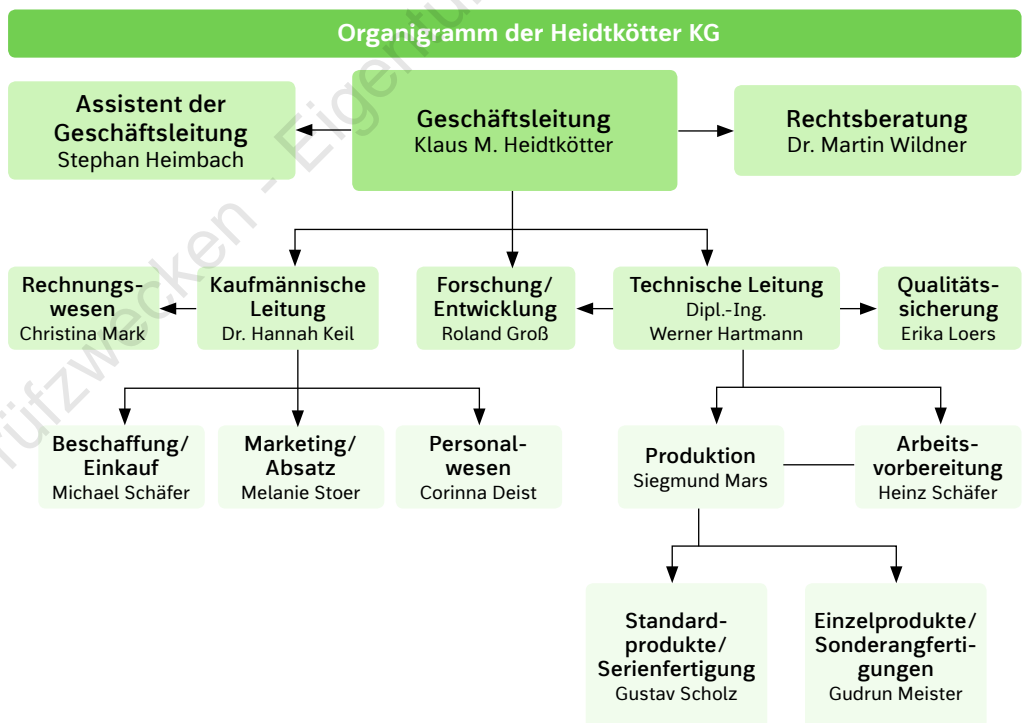 Organigramm der Heidtkötter KG
Assistent der
Geschäftsleitung
Stephan Heimbach
Geschäftsleitung
Klaus M. Heidtkötter
Rechtsberatung
Dr. Martin Wildner
Rechnungs-
wesen
Christina Mark
Kaufmännische
Leitung
Dr. Hannah Keil
Forschung/
Entwicklung
Roland Groß
Technische Leitung
Dipl.-Ing.
Werner Hartmann
Qualitäts-
sicherung
Erika Loers
Beschaffung/
Einkauf
Michael Schäfer
Marketing/
Absatz
Melanie Stoer
Personal-
wesen
Corinna Deist
Produktion
Siegmund Mars
Arbeits-
vorbereitung
Heinz Schäfer
Standard-
produkte/
Serienfertigung
Gustav Scholz
Einzelprodukte/
Sonderangferti-
gungen
Gudrun Meister